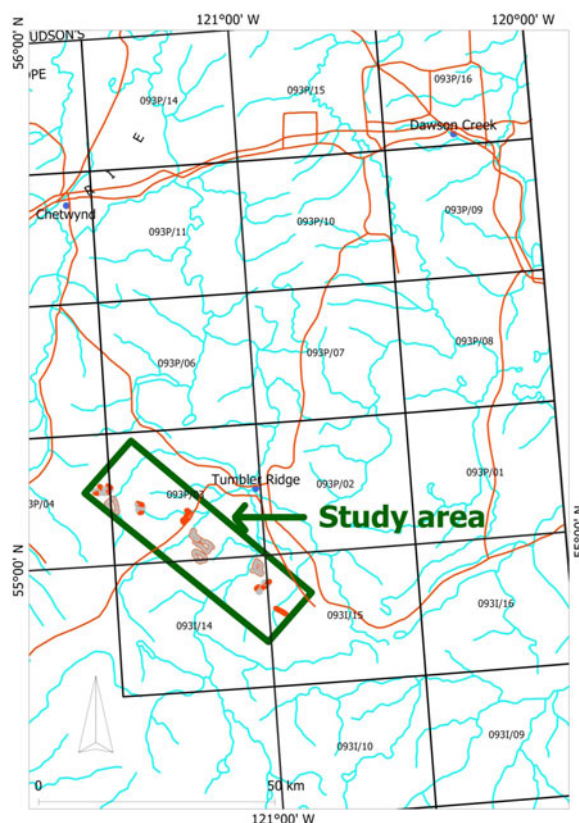 121°00' W
120°00' W
56°00' N
UDSON'S
OPE
093P/14
093P/15
093P/16
Dawson Creek
R I E
Chetwynd
093P/11
093P/10
093P/09
093P/06
093P/07
093P/08
Tumbler Ridge
093P/02
093P/01
3P/04
093P/03
Study area
55°00' N
55°00' N
093I/14
093I/15
093I/16
093I/10
093I/09
0
50 km
121°00' W